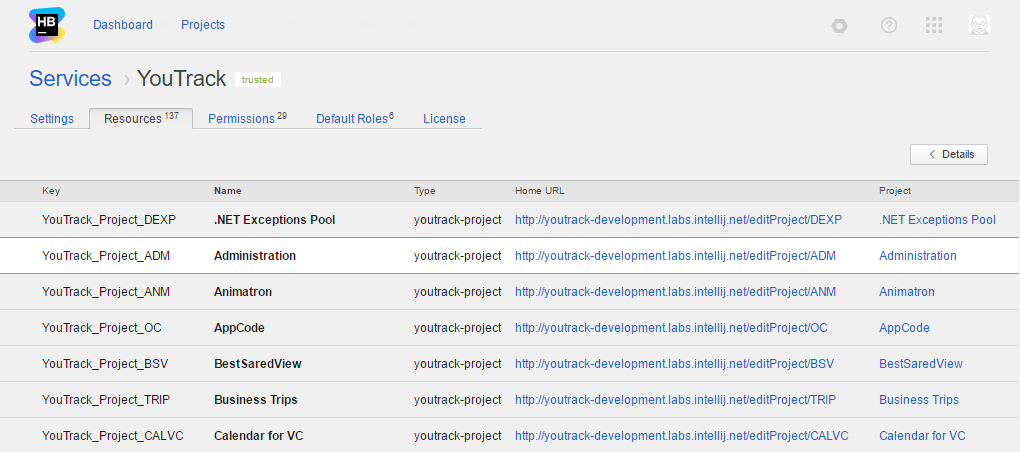 HB Dashboard Projects
Services › YouTrack trusted
Settings Resources 137 Permissions 29 Default Roles 6 License
Details
Key Name Type Home URL Project
YouTrack_Project_DEXP .NET Exceptions Pool youtrack-project http://youtrack-development.labs.intellij.net/editProject/DEXP .NET Exceptions Pool
YouTrack_Project_ADM Administration youtrack-project http://youtrack-development.labs.intellij.net/editProject/ADM Administration
YouTrack_Project_ANM Animatron youtrack-project http://youtrack-development.labs.intellij.net/editProject/ANM Animatron
YouTrack_Project_OC AppCode youtrack-project http://youtrack-development.labs.intellij.net/editProject/OC AppCode
YouTrack_Project_BSV BestSaredView youtrack-project http://youtrack-development.labs.intellij.net/editProject/BSV BestSaredView
YouTrack_Project_TRIP Business Trips youtrack-project http://youtrack-development.labs.intellij.net/editProject/TRIP Business Trips
YouTrack_Project_CALVC Calendar for VC youtrack-project http://youtrack-development.labs.intellij.net/editProject/CALVC Calendar for VC